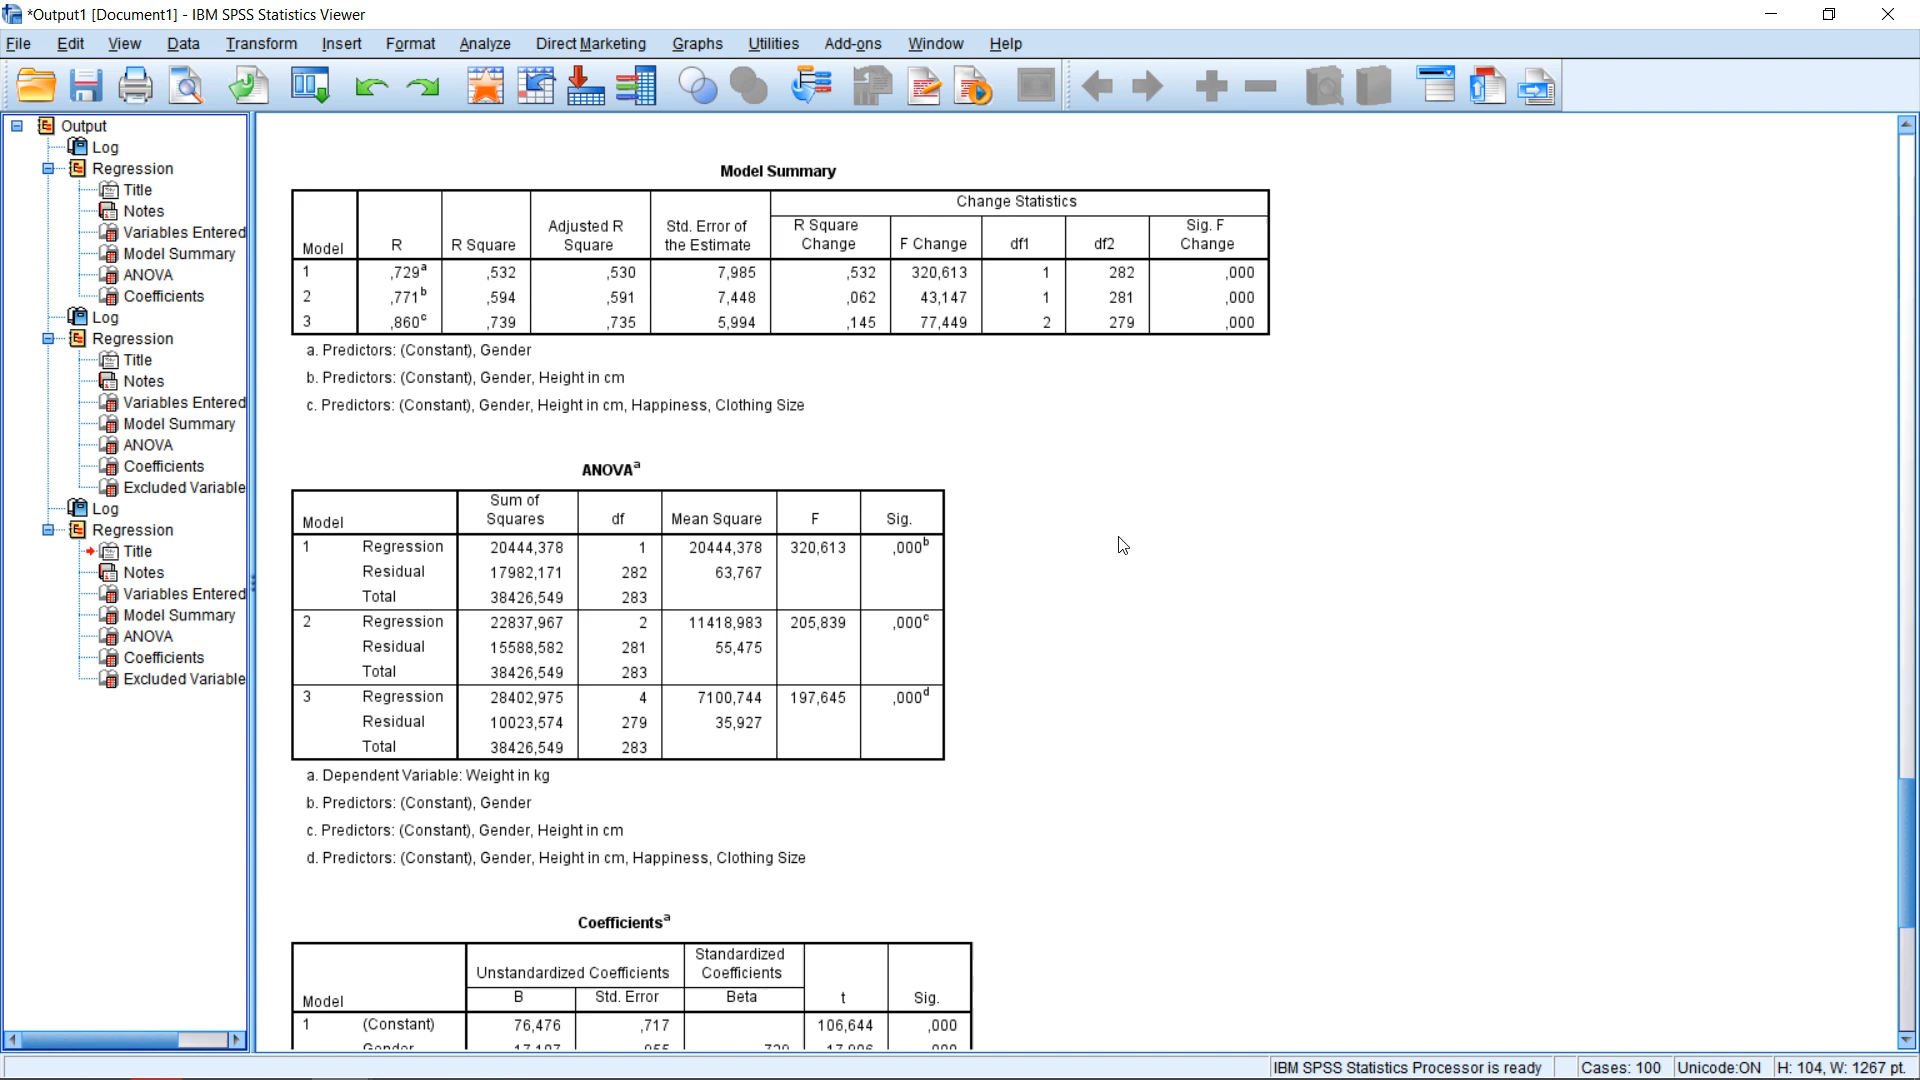 *Output1 [Document1] - IBM SPSS Statistics Viewer
File Edit View Data Transform Insert Format Analyze Direct Marketing Graphs Utilities Add-ons Window Help
Output
Log
Regression
Title
Notes
Variables Entered
Model Summary
ANOVA
Coefficients
Log
Regression
Title
Notes
Variables Entered
Model Summary
ANOVA
Coefficients
Excluded Variable
Log
Regression
Title
Notes
Variables Entered
Model Summary
ANOVA
Coefficients
Excluded Variable
Model Summary
Change Statistics
Model R R Square Adjusted R Square Std. Error of the Estimate R Square Change F Change df1 df2 Sig. F Change
1 ,729a ,532 ,530 7,985 ,532 320,613 1 282 ,000
2 ,771b ,594 ,591 7,448 ,062 43,147 1 281 ,000
3 ,860c ,739 ,735 5,994 ,145 77,449 2 279 ,000
a. Predictors: (Constant), Gender
b. Predictors: (Constant), Gender, Height in cm
c. Predictors: (Constant), Gender, Height in cm, Happiness, Clothing Size
ANOVAa
Model Sum of Squares df Mean Square F Sig.
1 Regression 20444,378 1 20444,378 320,613 ,000b
Residual 17982,171 282 63,767
Total 38426,549 283
2 Regression 22837,967 2 11418,983 205,839 ,000c
Residual 15588,582 281 55,475
Total 38426,549 283
3 Regression 28402,975 4 7100,744 197,645 ,000d
Residual 10023,574 279 35,927
Total 38426,549 283
a. Dependent Variable: Weight in kg
b. Predictors: (Constant), Gender
c. Predictors: (Constant), Gender, Height in cm
d. Predictors: (Constant), Gender, Height in cm, Happiness, Clothing Size
Coefficientsa
Unstandardized Coefficients Standardized Coefficients
Model B Std. Error Beta t Sig.
1 (Constant) 76,476 ,717 106,644 ,000
Gender
IBM SPSS Statistics Processor is ready Cases: 100 Unicode:ON H: 104, W: 1267 pt.